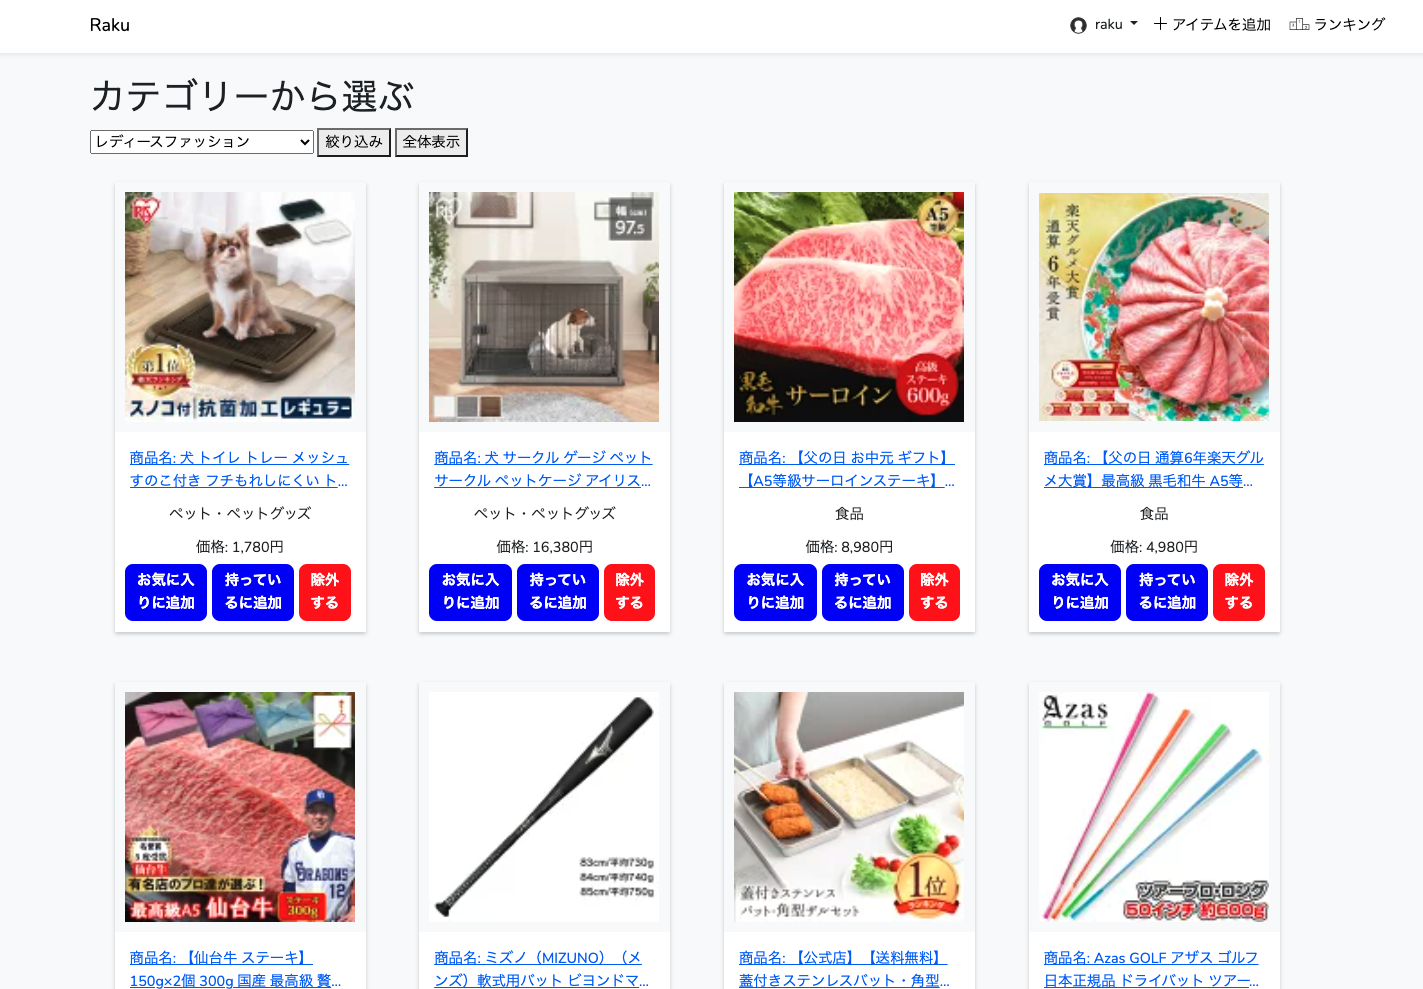 Raku
raku
アイテムを追加
ランキング
カテゴリーから選ぶ
レディースファッション
絞り込み
全体表示
第1位
スノコ付 抗菌加工 レギュラー
幅
97.5
A5
黒毛
和牛
サーロイン
高級
ステーキ
600g
楽天グルメ大賞
通算6年受賞
商品名: 犬 トイレ トレー メッシュ
すのこ付き フチもれしにくい ト...
ペット・ペットグッズ
価格: 1,780円
お気に入
りに追加
持ってい
るに追加
除外
する
商品名: 犬 サークル ゲージ ペット
サークル ペットケージ アイリス...
ペット・ペットグッズ
価格: 16,380円
お気に入
りに追加
持ってい
るに追加
除外
する
商品名: 【父の日 お中元 ギフト】
【A5等級サーロインステーキ】...
食品
価格: 8,980円
お気に入
りに追加
持ってい
るに追加
除外
する
商品名: 【父の日 通算6年楽天グル
メ大賞】最高級 黒毛和牛 A5等...
食品
価格: 4,980円
お気に入
りに追加
持ってい
るに追加
除外
する
仙台牛
有名店のプロ達が選ぶ！
最高級A5 仙台牛
ステーキ
300g
DRAGONS
12
商品名: 【仙台牛 ステーキ】
150g×2個 300g 国産 最高級 贅...
83cm/平均730g
84cm/平均740g
85cm/平均750g
商品名: ミズノ（MIZUNO）（メ
ンズ）軟式用バット ビヨンドマ...
蓋付きステンレス
バット・角型ザルセット
1位
ランキング
商品名: 【公式店】【送料無料】
蓋付きステンレスバット・角型...
Azas
GOLF
ツアープロ・ロング
50インチ 約600g
商品名: Azas GOLF アザス ゴルフ
日本正規品 ドライバット ツアー...